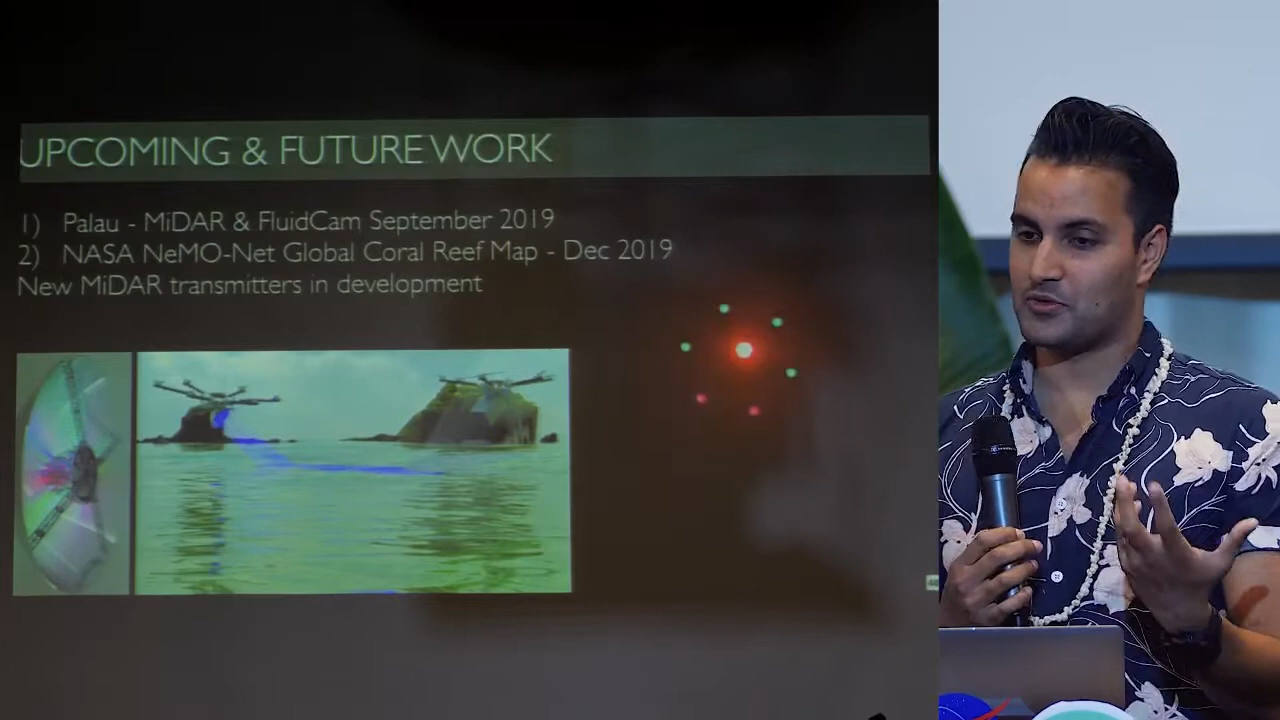 UPCOMING & FUTURE WORK
1) Palau - MiDAR & FluidCam September 2019
2) NASA NeMO-Net Global Coral Reef Map - Dec 2019
New MiDAR transmitters in development